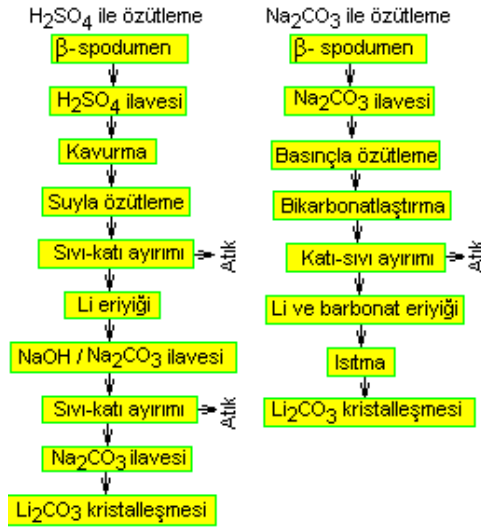 H₂SO₄ ile özütleme
β- spodumen
H₂SO₄ ilavesi
Kavurma
Suyla özütleme
Sıvı-katı ayırımı
Atık
Li eriyiği
NaOH / Na₂CO₃ ilavesi
Sıvı-katı ayırımı
Atık
Na₂CO₃ ilavesi
Li₂CO₃ kristalleşmesi
Na₂CO₃ ile özütleme
β- spodumen
Na₂CO₃ ilavesi
Basınçla özütleme
Bikarbonatlaştırma
Katı-sıvı ayırımı
Atık
Li ve barbonat eriyiği
Isıtma
Li₂CO₃ kristalleşmesi